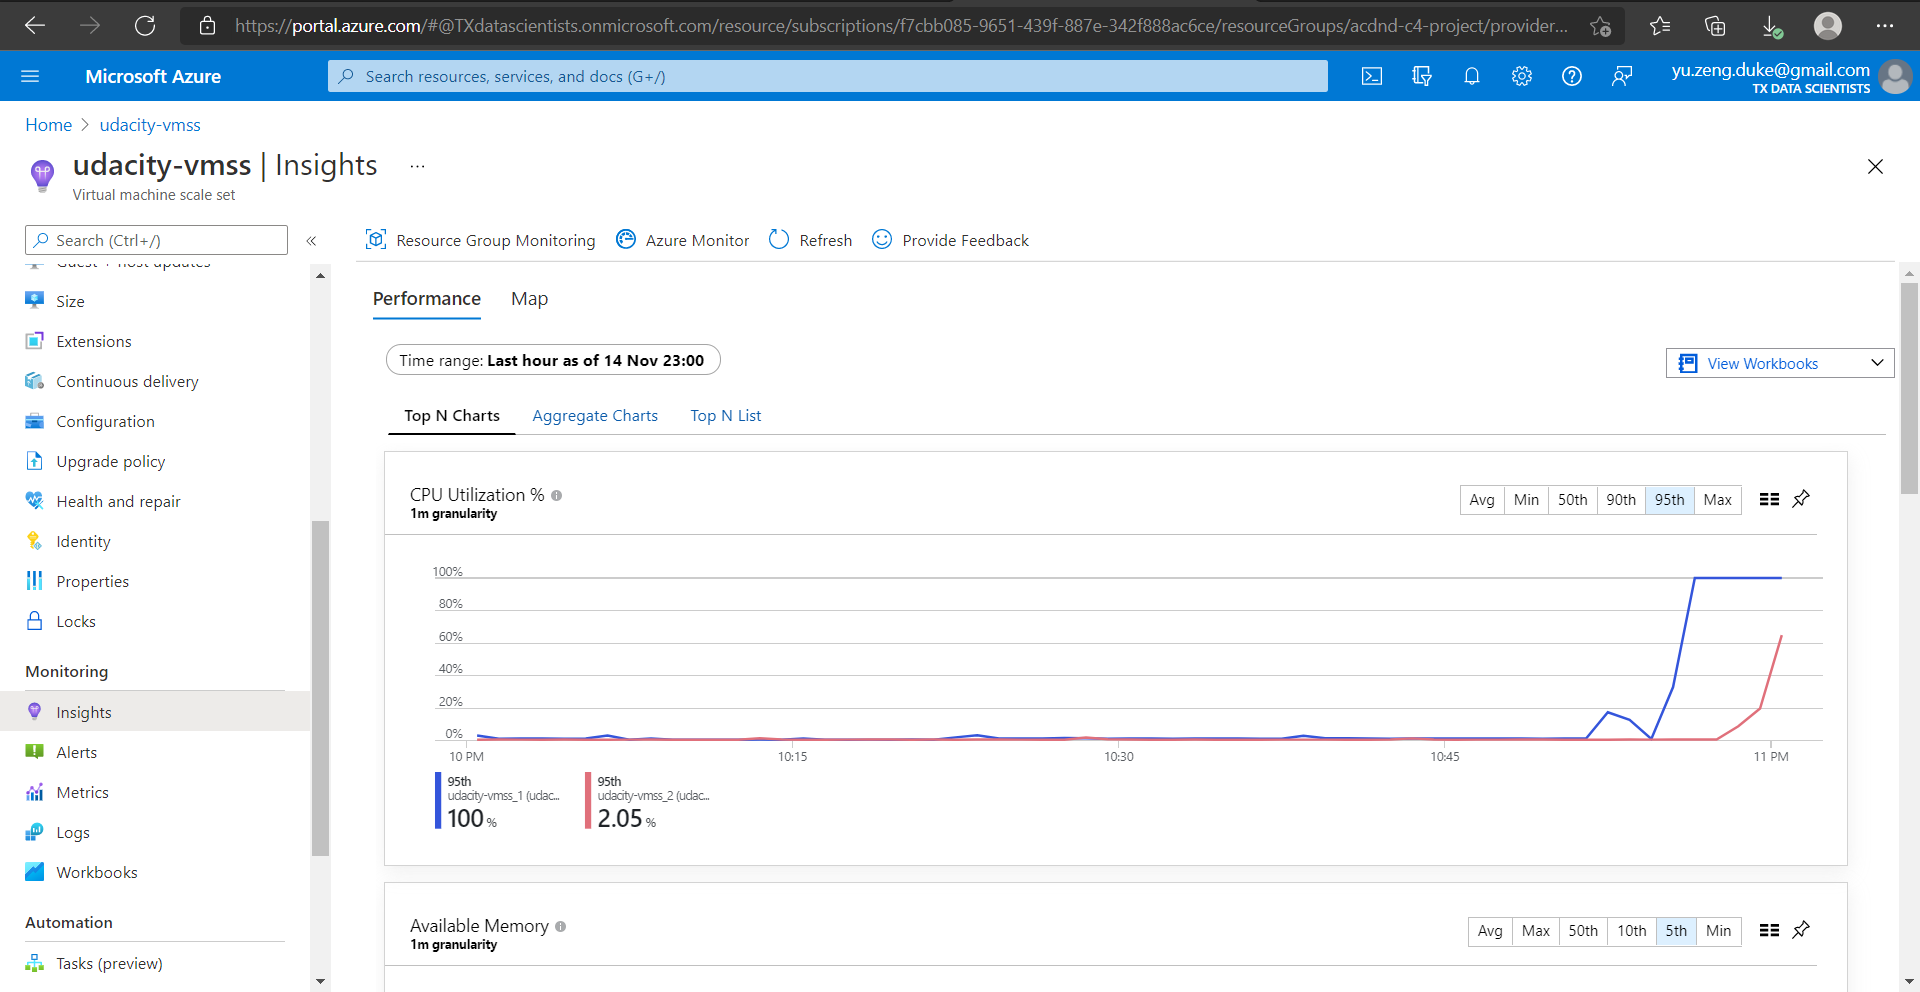 https://portal.azure.com/#@TXdatascientists.onmicrosoft.com/resource/subscriptions/f7cbb085-9651-439f-887e-342f888ac6ce/resourceGroups/acdnd-c4-project/provider...
Microsoft Azure
Search resources, services, and docs (G+/)
yu.zeng.duke@gmail.com
TX DATA SCIENTISTS
Home > udacity-vmss
udacity-vmss | Insights ...
Virtual machine scale set
Search (Ctrl+/) «
Resource Group Monitoring Azure Monitor Refresh Provide Feedback
Guest + host updates
Size
Extensions
Continuous delivery
Configuration
Upgrade policy
Health and repair
Identity
Properties
Locks
Monitoring
Insights
Alerts
Metrics
Logs
Workbooks
Automation
Tasks (preview)
Performance Map
Time range: Last hour as of 14 Nov 23:00
View Workbooks
Top N Charts Aggregate Charts Top N List
CPU Utilization %
1m granularity
Avg Min 50th 90th 95th Max
100%
80%
60%
40%
20%
0%
10 PM 10:15 10:30 10:45 11 PM
95th
udacity-vmss_1 (udac...
100 %
95th
udacity-vmss_2 (udac...
2.05 %
Available Memory
1m granularity
Avg Max 50th 10th 5th Min